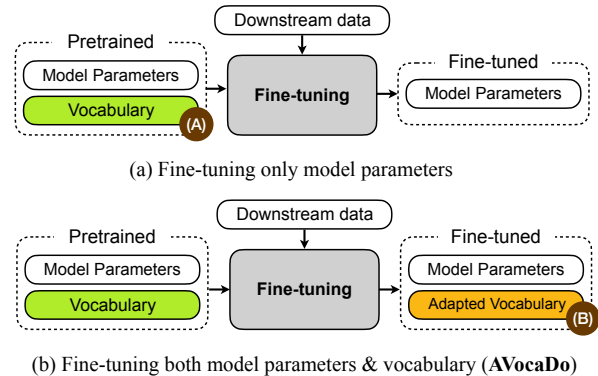 Downstream data
Pretrained
Fine-tuned
Model Parameters
Fine-tuning
Model Parameters
Vocabulary
(A)
(a) Fine-tuning only model parameters
Downstream data
Pretrained
Fine-tuned
Model Parameters
Model Parameters
Fine-tuning
Vocabulary
Adapted Vocabulary
(B)
(b) Fine-tuning both model parameters & vocabulary (AVocaDo)